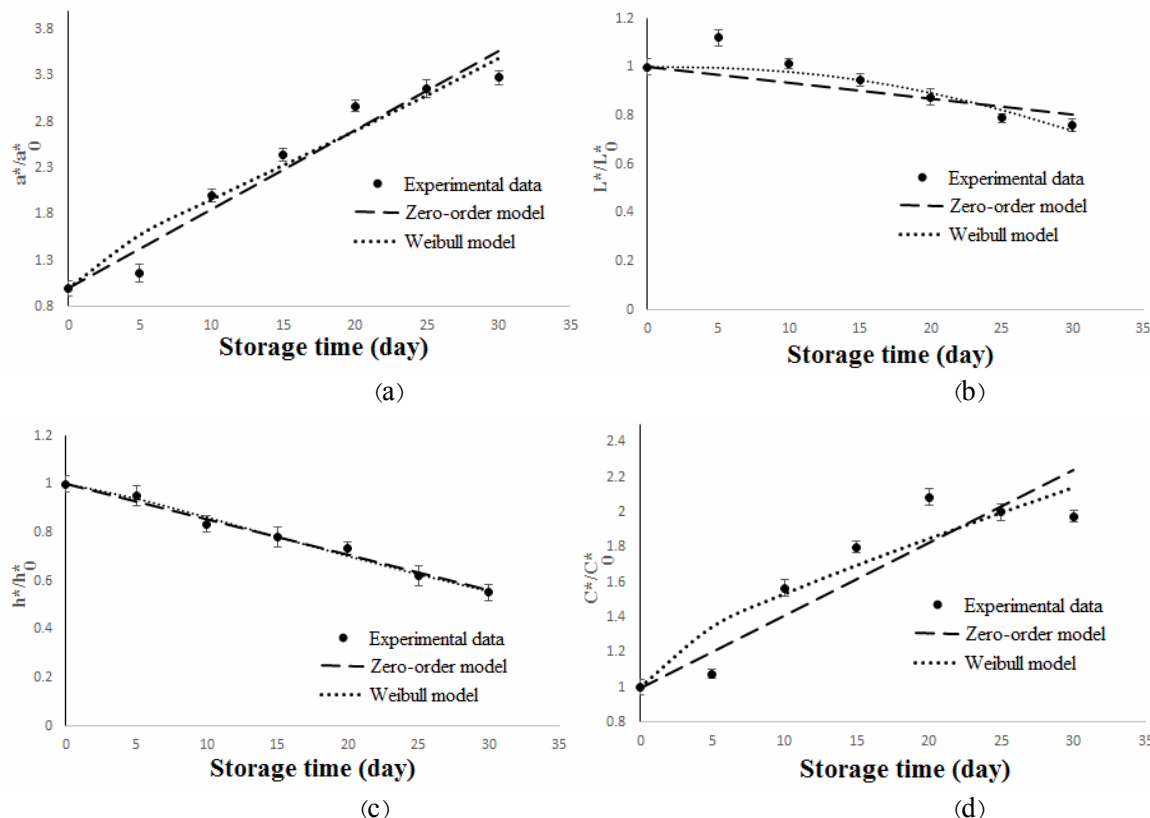 3.8
3.3
2.8
2.3
1.8
1.3
0.8
a*/a*0
0 5 10 15 20 25 30 35
Storage time (day)
Experimental data
Zero-order model
Weibull model
(a)
1.2
1
0.8
0.6
0.4
0.2
0
L*/L*0
0 5 10 15 20 25 30 35
Storage time (day)
Experimental data
Zero-order model
Weibull model
(b)
1.2
1
0.8
0.6
0.4
0.2
0
h*/h*0
0 5 10 15 20 25 30 35
Storage time (day)
Experimental data
Zero-order model
Weibull model
(c)
2.4
2.2
2
1.8
1.6
1.4
1.2
1
0.8
C*/C*0
0 5 10 15 20 25 30 35
Storage time (day)
Experimental data
Zero-order model
Weibull model
(d)